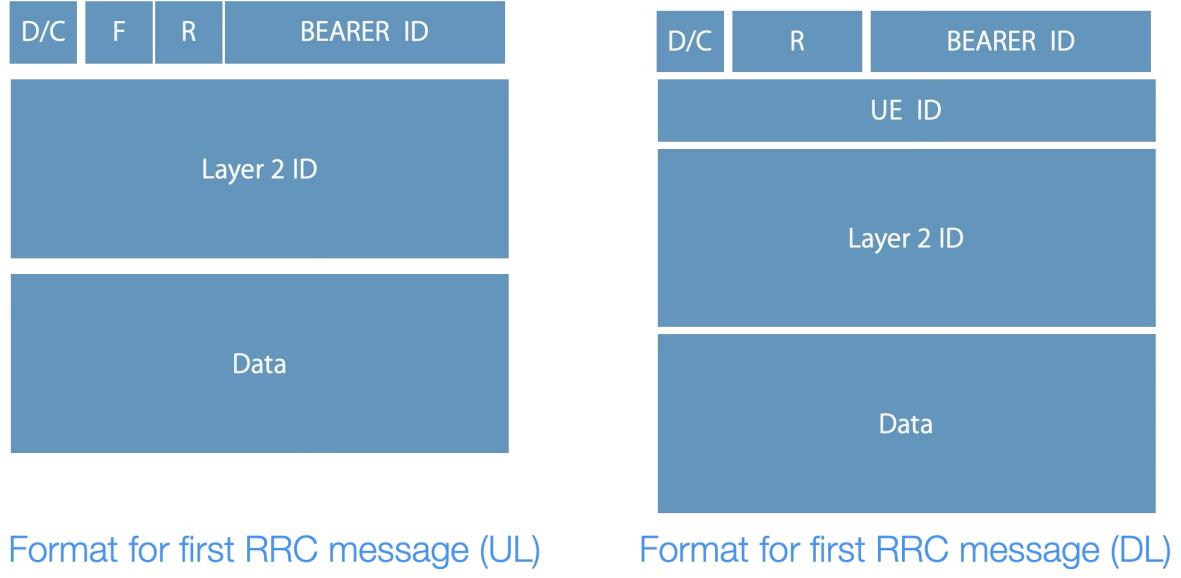 D/C F R BEARER ID
Layer 2 ID
Data
Format for first RRC message (UL)
D/C R BEARER ID
UE ID
Layer 2 ID
Data
Format for first RRC message (DL)